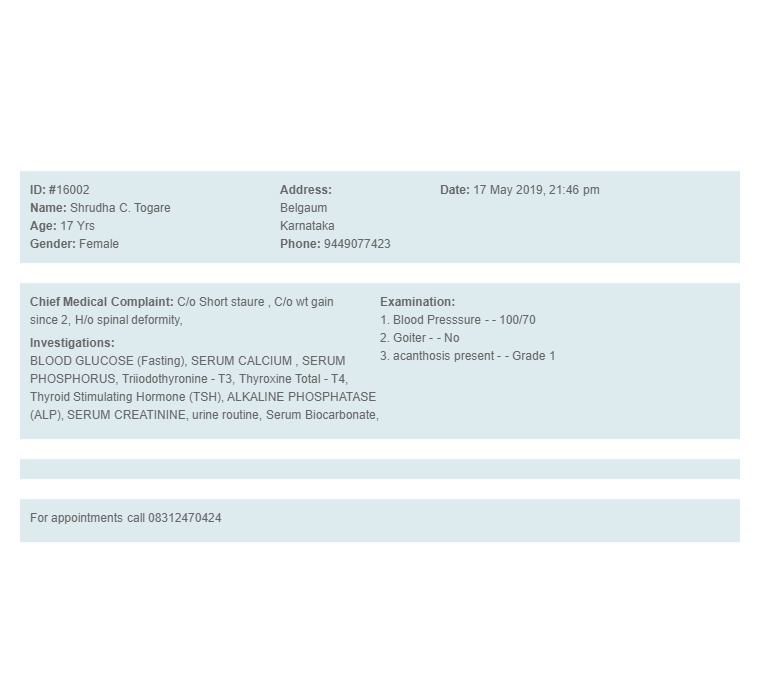 ID: #16002
Name: Shrudha C. Togare
Age: 17 Yrs
Gender: Female
Address:
Belgaum
Karnataka
Phone: 9449077423
Date: 17 May 2019, 21:46 pm
Chief Medical Complaint: C/o Short staure , C/o wt gain
since 2, H/o spinal deformity,
Investigations:
BLOOD GLUCOSE (Fasting), SERUM CALCIUM , SERUM
PHOSPHORUS, Triiodothyronine - T3, Thyroxine Total - T4,
Thyroid Stimulating Hormone (TSH), ALKALINE PHOSPHATASE
(ALP), SERUM CREATININE, urine routine, Serum Biocarbonate,
Examination:
1. Blood Presssure - - 100/70
2. Goiter - - No
3. acanthosis present - - Grade 1
For appointments call 08312470424